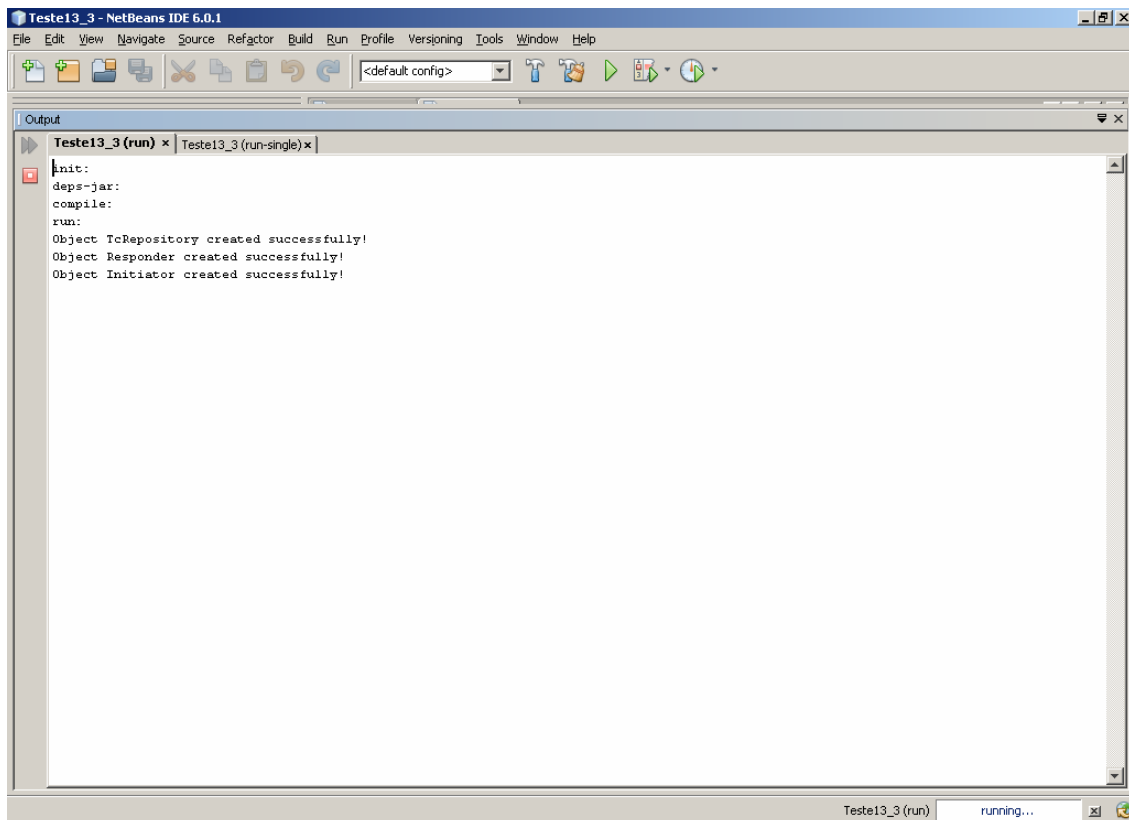 Teste13_3 - NetBeans IDE 6.0.1
File Edit View Navigate Source Refactor Build Run Profile Versioning Tools Window Help
<default config>
Output
Teste13_3 (run) x Teste13_3 (run-single) x
init:
deps-jar:
compile:
run:
Object TcRepository created successfully!
Object Responder created successfully!
Object Initiator created successfully!
Teste13_3 (run) running...